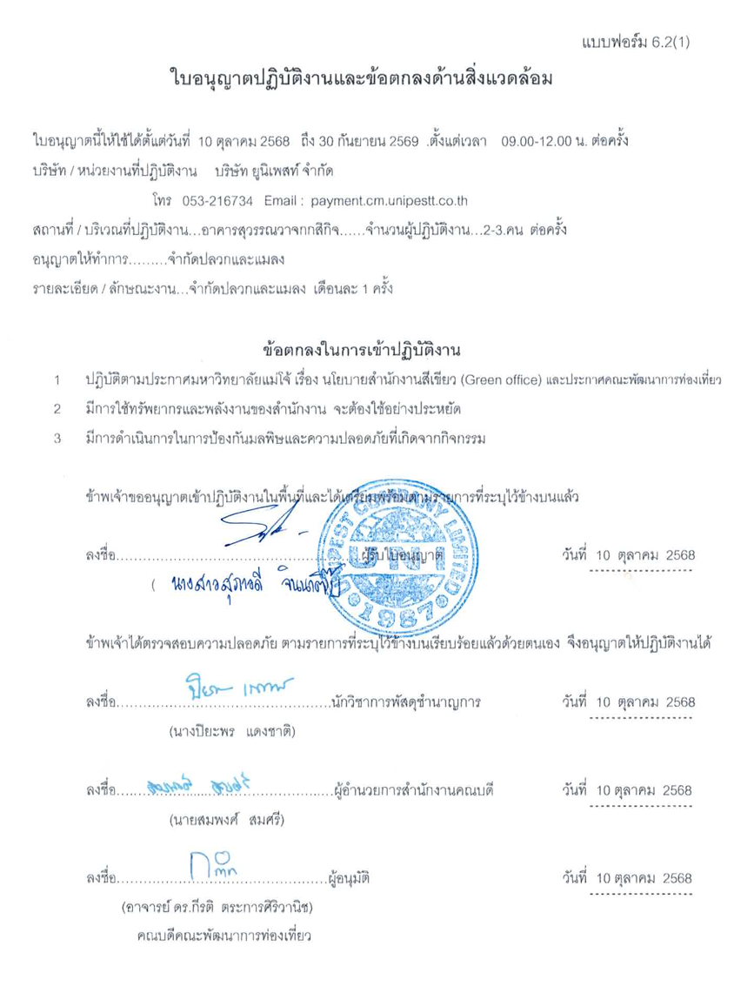 แบบฟอร์ม 6.2(1)
ใบอนุญาตปฏิบัติงานและข้อตกลงด้านสิ่งแวดล้อม
ใบอนุญาตนี้ให้ใช้ได้ตั้งแต่วันที่ 10 ตุลาคม 2568 ถึง 30 กันยายน 2569 .ตั้งแต่เวลา 09.00-12.00 น. ต่อครั้ง
บริษัท / หน่วยงานที่ปฏิบัติงาน บริษัท ยูนิเพสท์ จำกัด
โทร 053-216734 Email : payment.cm.unipestt.co.th
สถานที่ / บริเวณที่ปฏิบัติงาน...อาคารสุวรรณวาจกกสิกิจ......จำนวนผู้ปฏิบัติงาน...2-3.คน ต่อครั้ง
อนุญาตให้ทำการ.........จำกัดปลวกและแมลง
รายละเอียด / ลักษณะงาน...จำกัดปลวกและแมลง เดือนละ 1 ครั้ง
ข้อตกลงในการเข้าปฏิบัติงาน
1 ปฏิบัติตามประกาศมหาวิทยาลัยแม่โจ้ เรื่อง นโยบายสำนักงานสีเขียว (Green office) และประกาศคณะพัฒนาการท่องเที่ยว
2 มีการใช้ทรัพยากรและพลังงานของสำนักงาน จะต้องใช้อย่างประหยัด
3 มีการดำเนินการในการป้องกันมลพิษและความปลอดภัยที่เกิดจากกิจกรรม
ข้าพเจ้าขออนุญาตเข้าปฏิบัติงานในพื้นที่และได้เตรียมพร้อมตามรายการที่ระบุไว้ข้างบนแล้ว
UNIPEST COMPANY LIMITED
UNI
1987
ลงชื่อ..................................................ผู้รับใบอนุญาต วันที่ 10 ตุลาคม 2568
( นางสาวสุภาวดี
ข้าพเจ้าได้ตรวจสอบความปลอดภัย ตามรายการที่ระบุไว้ข้างบนเรียบร้อยแล้วด้วยตนเอง จึงอนุญาตให้ปฏิบัติงานได้
ลงชื่อ..................................................นักวิชาการพัสดุชำนาญการ วันที่ 10 ตุลาคม 2568
(นางปิยะพร แดงชาติ)
ลงชื่อ..................................................ผู้อำนวยการสำนักงานคณบดี วันที่ 10 ตุลาคม 2568
(นายสมพงศ์ สมศรี)
ลงชื่อ..................................................ผู้อนุมัติ วันที่ 10 ตุลาคม 2568
(อาจารย์ ดร.กีรติ ตระการศิริวานิช)
คณบดีคณะพัฒนาการท่องเที่ยว